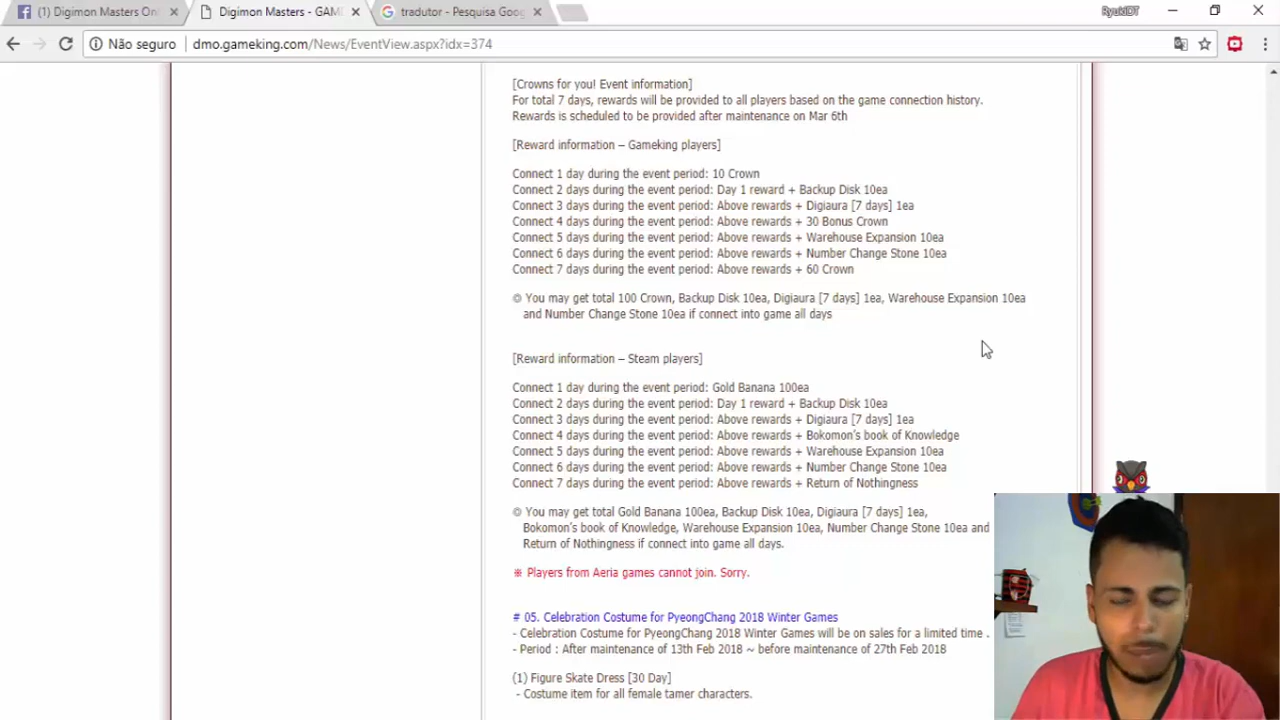 (1) Digimon Masters On
Digimon Masters - GAM
tradutor - Pesquisa Goog
RyukiDT
Não seguro
dmo.gameking.com/News/EventView.aspx?idx=374
[Crowns for you! Event information]
For total 7 days, rewards will be provided to all players based on the game connection history.
Rewards is scheduled to be provided after maintenance on Mar 6th
[Reward information – Gameking players]
Connect 1 day during the event period: 10 Crown
Connect 2 days during the event period: Day 1 reward + Backup Disk 10ea
Connect 3 days during the event period: Above rewards + Digiaura [7 days] 1ea
Connect 4 days during the event period: Above rewards + 30 Bonus Crown
Connect 5 days during the event period: Above rewards + Warehouse Expansion 10ea
Connect 6 days during the event period: Above rewards + Number Change Stone 10ea
Connect 7 days during the event period: Above rewards + 60 Crown
◎ You may get total 100 Crown, Backup Disk 10ea, Digiaura [7 days] 1ea, Warehouse Expansion 10ea
and Number Change Stone 10ea if connect into game all days
[Reward information – Steam players]
Connect 1 day during the event period: Gold Banana 100ea
Connect 2 days during the event period: Day 1 reward + Backup Disk 10ea
Connect 3 days during the event period: Above rewards + Digiaura [7 days] 1ea
Connect 4 days during the event period: Above rewards + Bokomon's book of Knowledge
Connect 5 days during the event period: Above rewards + Warehouse Expansion 10ea
Connect 6 days during the event period: Above rewards + Number Change Stone 10ea
Connect 7 days during the event period: Above rewards + Return of Nothingness
◎ You may get total Gold Banana 100ea, Backup Disk 10ea, Digiaura [7 days] 1ea,
Bokomon's book of Knowledge, Warehouse Expansion 10ea, Number Change Stone 10ea and
Return of Nothingness if connect into game all days.
※ Players from Aeria games cannot join. Sorry.
# 05. Celebration Costume for PyeongChang 2018 Winter Games
- Celebration Costume for PyeongChang 2018 Winter Games will be on sales for a limited time .
- Period : After maintenance of 13th Feb 2018 ~ before maintenance of 27th Feb 2018
(1) Figure Skate Dress [30 Day]
- Costume item for all female tamer characters.